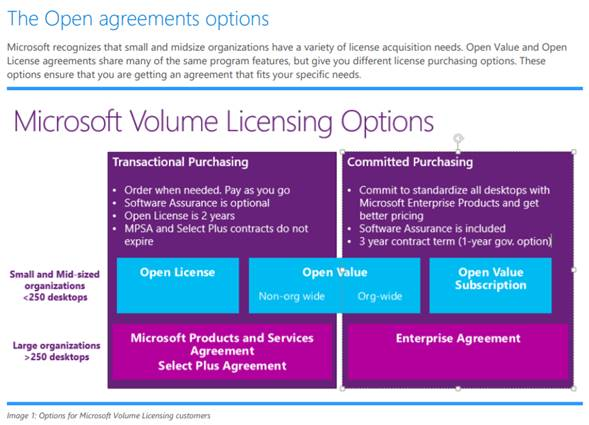 The Open agreements options
Microsoft recognizes that small and midsize organizations have a variety of license acquisition needs. Open Value and Open
License agreements share many of the same program features, but give you different license purchasing options. These
options ensure that you are getting an agreement that fits your specific needs.
Microsoft Volume Licensing Options
Transactional Purchasing
• Order when needed. Pay as you go
• Software Assurance is optional
• Open License is 2 years
• MPSA and Select Plus contracts do not
expire
Committed Purchasing
• Commit to standardize all desktops with
Microsoft Enterprise Products and get
better pricing
• Software Assurance is included
• 3 year contract term (1-year gov. option)
Small and Mid-sized
organizations
<250 desktops
Open License
Open Value
Non-org wide
Org-wide
Open Value
Subscription
Large organizations
>250 desktops
Microsoft Products and Services
Agreement
Select Plus Agreement
Enterprise Agreement
Image 1: Options for Microsoft Volume Licensing customers